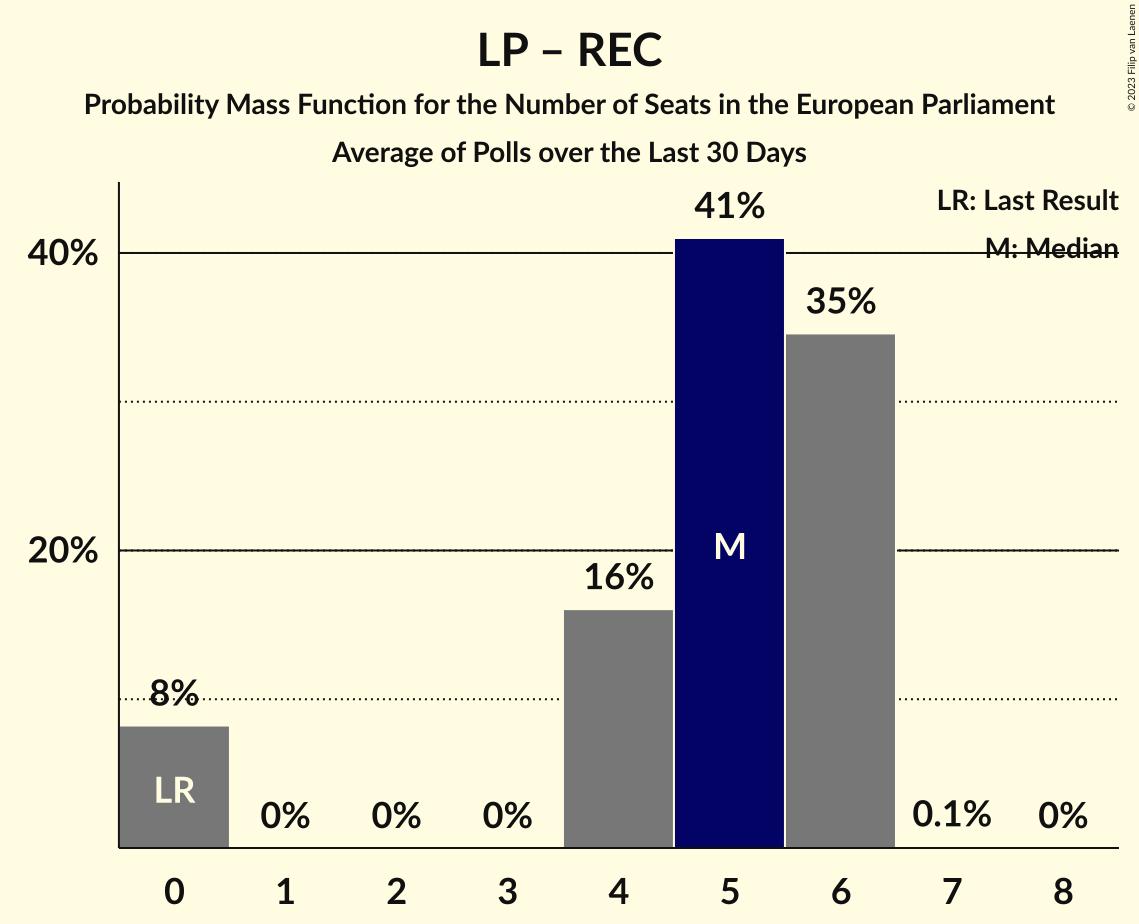 LP – REC
Probability Mass Function for the Number of Seats in the European Parliament
Average of Polls over the Last 30 Days
© 2023 Filip van Laenen
LR: Last Result
M: Median
40%
20%
8%
0%
0%
0%
16%
41%
35%
0.1%
0%
LR
M
0 1 2 3 4 5 6 7 8